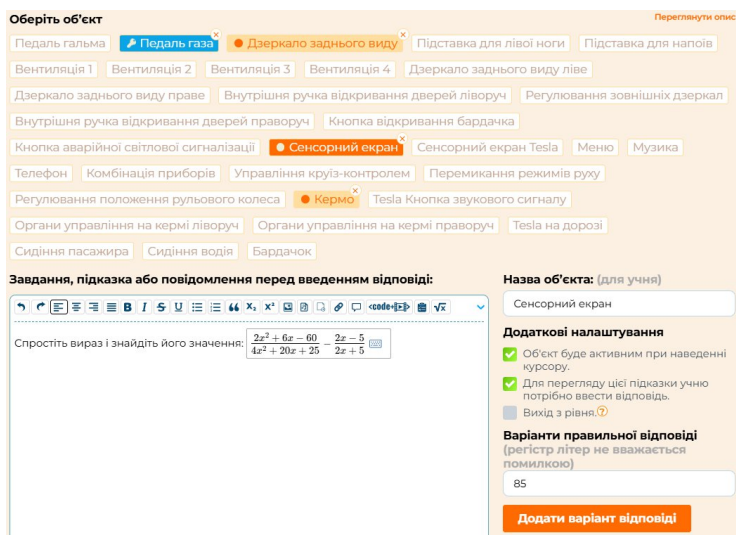 Оберіть об'єкт
Переглянути опис
Педаль гальма Педаль газа Дзеркало заднього виду Підставка для лівої ноги Підставка для напоїв
Вентиляція 1 Вентиляція 2 Вентиляція 3 Вентиляція 4 Дзеркало заднього виду ліве
Дзеркало заднього виду праве Внутрішня ручка відкривання дверей ліворуч Регулювання зовнішніх дзеркал
Внутрішня ручка відкривання дверей праворуч Кнопка відкривання бардачка
Кнопка аварійної світлової сигналізації Сенсорний екран Сенсорний екран Tesla Меню Музика
Телефон Комбінація приборів Управління круїз-контролем Перемикання режимів руху
Регулювання положення рульового колеса Кермо Tesla Кнопка звукового сигналу
Органи управління на кермі ліворуч Органи управління на кермі праворуч Tesla на дорозі
Сидіння пасажира Сидіння водія Бардачок
Завдання, підказка або повідомлення перед введенням відповіді:
B I S U X₂ X² <code+ √x
Спростіть вираз і знайдіть його значення: (2x² + 6x − 60)/(4x² + 20x + 25) − (2x − 5)/(2x + 5)
Назва об'єкта: (для учня)
Сенсорний екран
Додаткові налаштування
Об'єкт буде активним при наведенні
курсору.
Для перегляду цієї підказки учню
потрібно ввести відповідь.
Вихід з рівня.?
Варіанти правильної відповіді
(регістр літер не вважається
помилкою)
85
Додати варіант відповіді